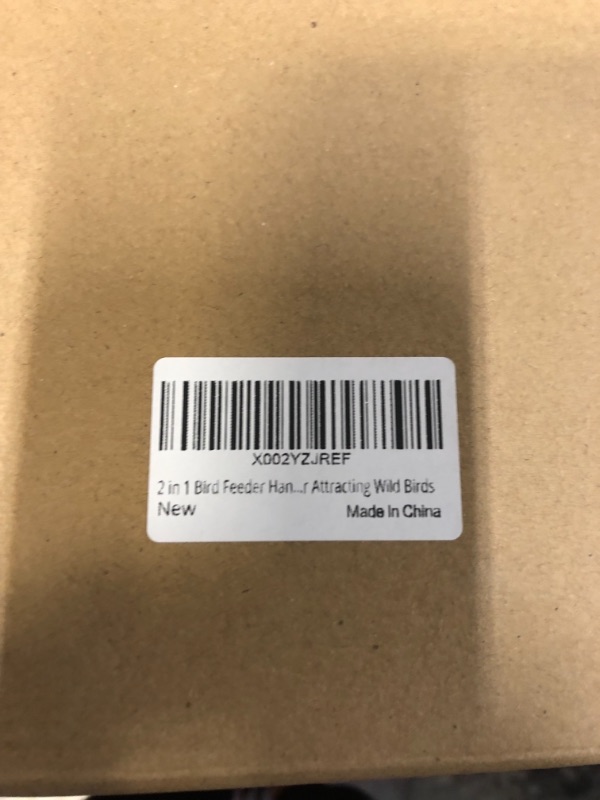 X002YZJREF
2 in 1 Bird Feeder Han...r Attracting Wild Birds
New
Made In China